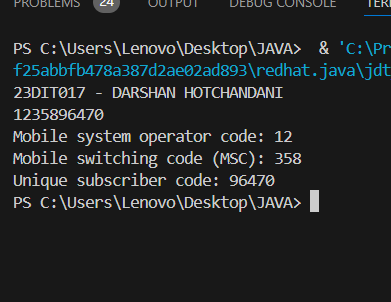 PROBLEMS 24 OUTPUT DEBUG CONSOLE
PS C:\Users\Lenovo\Desktop\JAVA> & 'C:\Pr
f25abbfb478a387d2ae02ad893\redhat.java\jdt
23DIT017 - DARSHAN HOTCHANDANI
1235896470
Mobile system operator code: 12
Mobile switching code (MSC): 358
Unique subscriber code: 96470
PS C:\Users\Lenovo\Desktop\JAVA>